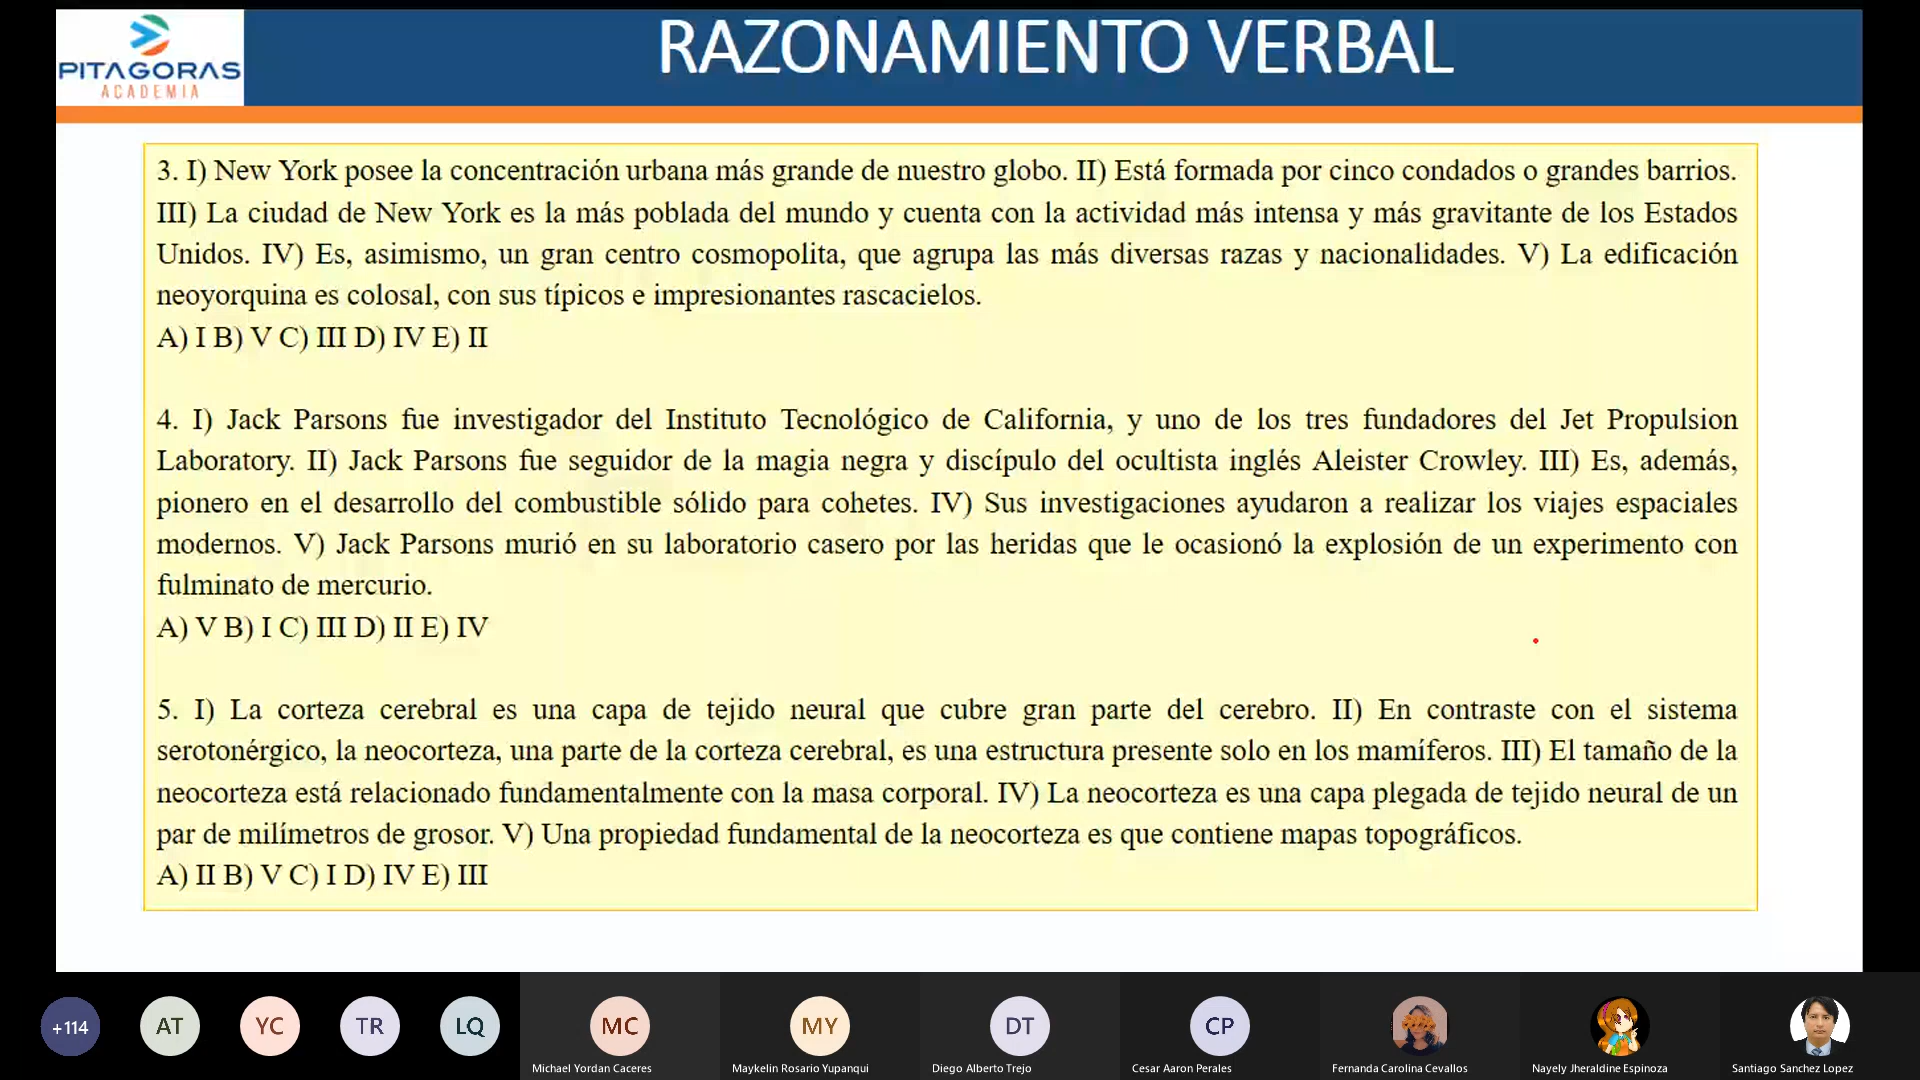 PITAGORAS
ACADEMIA
RAZONAMIENTO VERBAL
3. I) New York posee la concentración urbana más grande de nuestro globo. II) Está formada por cinco condados o grandes barrios.
III) La ciudad de New York es la más poblada del mundo y cuenta con la actividad más intensa y más gravitante de los Estados
Unidos. IV) Es, asimismo, un gran centro cosmopolita, que agrupa las más diversas razas y nacionalidades. V) La edificación
neoyorquina es colosal, con sus típicos e impresionantes rascacielos.
A) I B) V C) III D) IV E) II
4. I) Jack Parsons fue investigador del Instituto Tecnológico de California, y uno de los tres fundadores del Jet Propulsion
Laboratory. II) Jack Parsons fue seguidor de la magia negra y discípulo del ocultista inglés Aleister Crowley. III) Es, además,
pionero en el desarrollo del combustible sólido para cohetes. IV) Sus investigaciones ayudaron a realizar los viajes espaciales
modernos. V) Jack Parsons murió en su laboratorio casero por las heridas que le ocasionó la explosión de un experimento con
fulminato de mercurio.
A) V B) I C) III D) II E) IV
5. I) La corteza cerebral es una capa de tejido neural que cubre gran parte del cerebro. II) En contraste con el sistema
serotonérgico, la neocorteza, una parte de la corteza cerebral, es una estructura presente solo en los mamíferos. III) El tamaño de la
neocorteza está relacionado fundamentalmente con la masa corporal. IV) La neocorteza es una capa plegada de tejido neural de un
par de milímetros de grosor. V) Una propiedad fundamental de la neocorteza es que contiene mapas topográficos.
A) II B) V C) I D) IV E) III
+114 AT YC TR LQ MC MY DT CP
Michael Yordan Caceres Maykelin Rosario Yupanqui Diego Alberto Trejo Cesar Aaron Perales Fernanda Carolina Cevallos Nayely Jheraldine Espinoza Santiago Sanchez Lopez